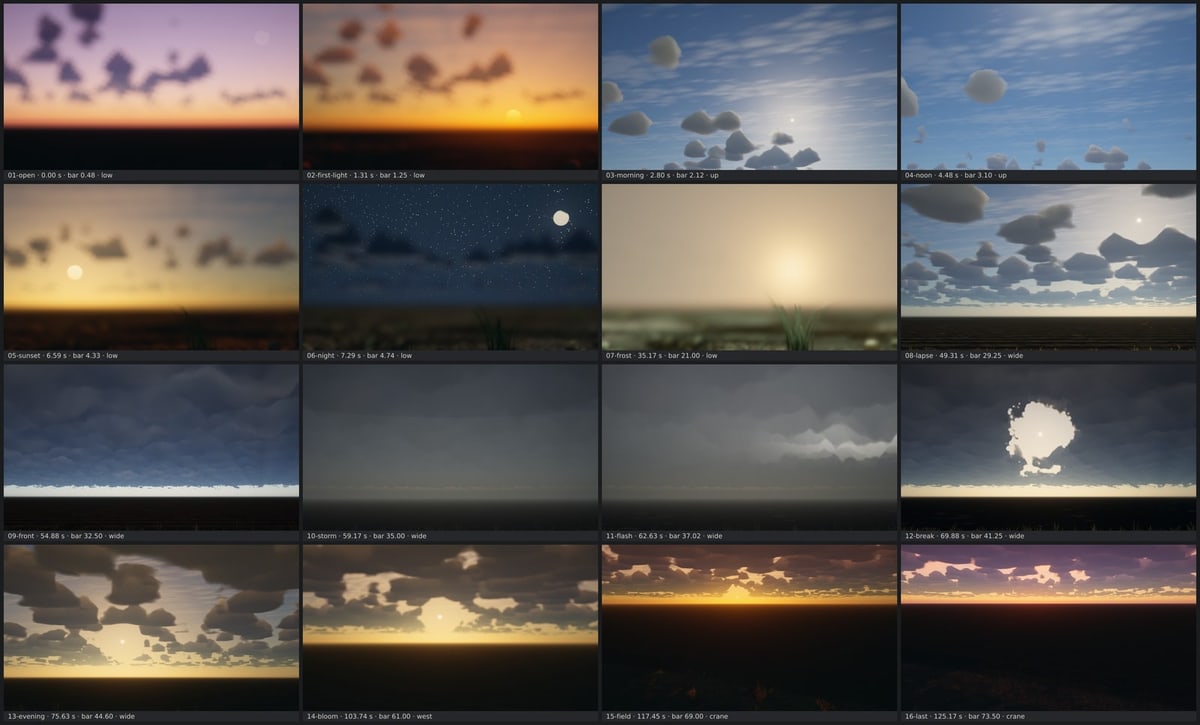 01-open · 0.00 s · bar 0.48 · low
02-first-light · 1.31 s · bar 1.25 · low
03-morning · 2.80 s · bar 2.12 · up
04-noon · 4.48 s · bar 3.10 · up
05-sunset · 6.59 s · bar 4.33 · low
06-night · 7.29 s · bar 4.74 · low
07-frost · 35.17 s · bar 21.00 · low
08-lapse · 49.31 s · bar 29.25 · wide
09-front · 54.88 s · bar 32.50 · wide
10-storm · 59.17 s · bar 35.00 · wide
11-flash · 62.63 s · bar 37.02 · wide
12-break · 69.88 s · bar 41.25 · wide
13-evening · 75.63 s · bar 44.60 · wide
14-bloom · 103.74 s · bar 61.00 · west
15-field · 117.45 s · bar 69.00 · crane
16-last · 125.17 s · bar 73.50 · crane